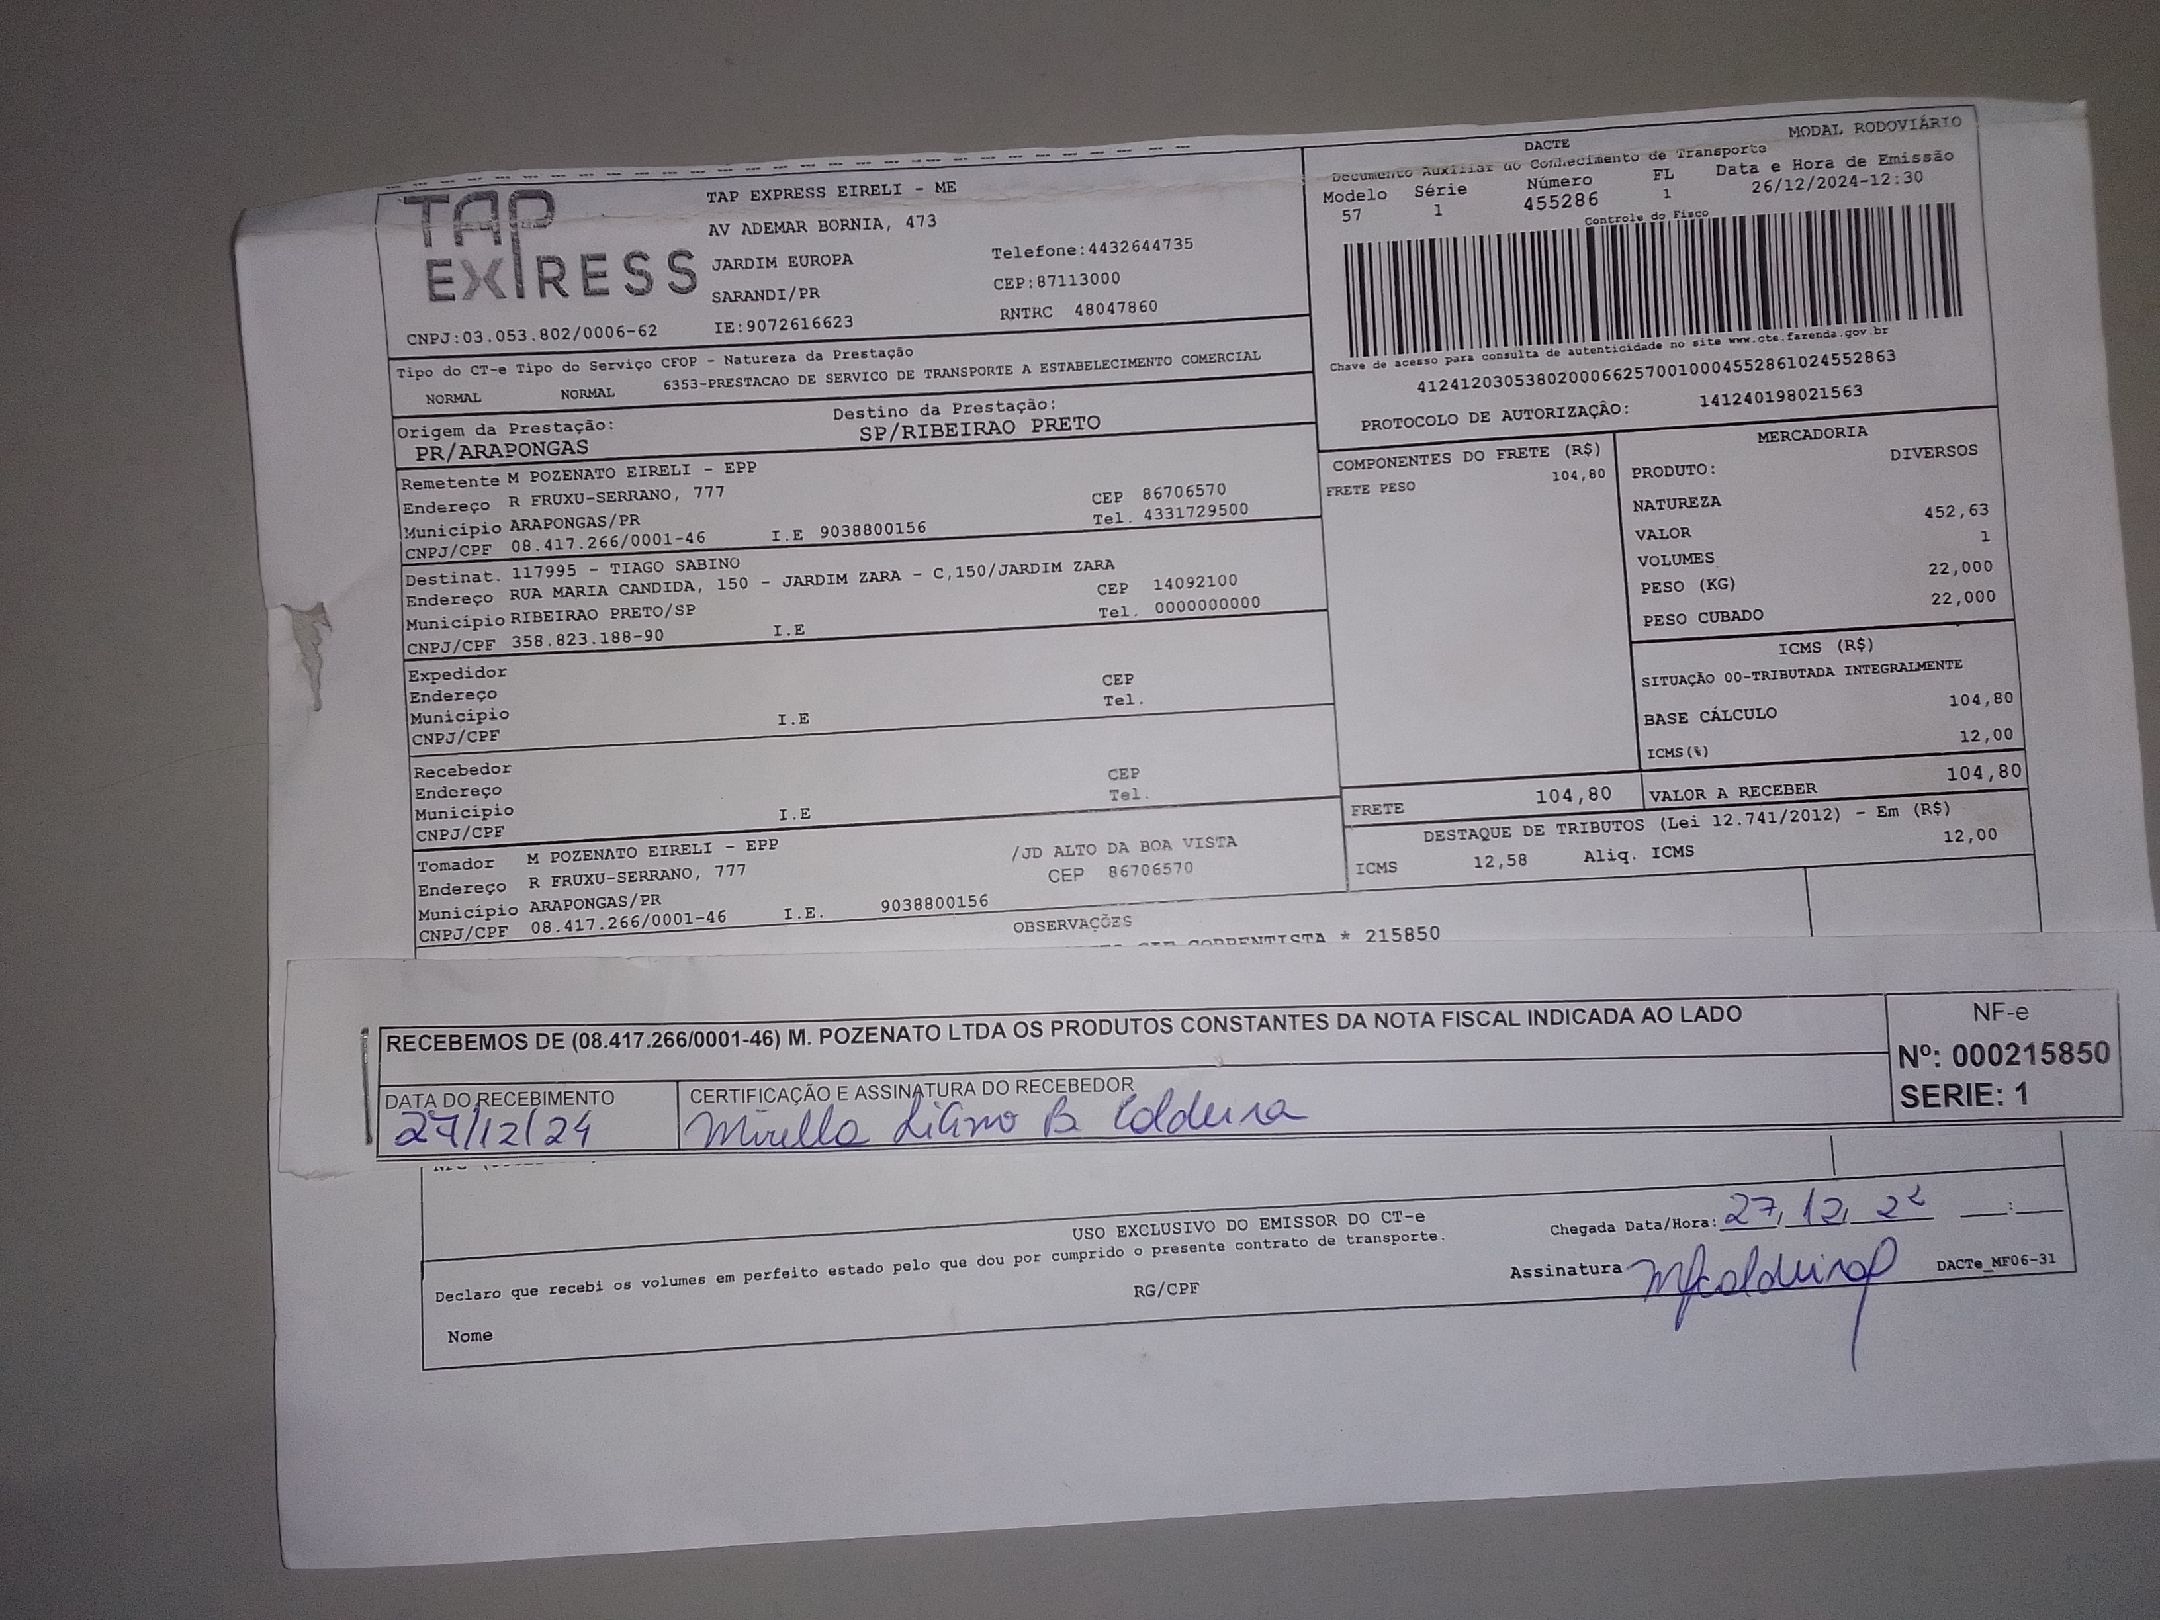 TAP
EXPRESS
TAP EXPRESS EIRELI - ME
AV ADEMAR BORNIA, 473
JARDIM EUROPA
Telefone:4432644735
SARANDI/PR
CEP:87113000
CNPJ:03.053.802/0006-62
IE:9072616623
RNTRC 48047860
DACTE
MODAL RODOVIÁRIO
Documento Auxiliar do Conhecimento de Transporte
Modelo Série Número FL Data e Hora de Emissão
57 1 455286 1 26/12/2024-12:30
Controle do Fisco
Chave de acesso para consulta de autenticidade no site www.cte.fazenda.gov.br
41241203053802000662570010004552861024552863
PROTOCOLO DE AUTORIZAÇÃO: 141240198021563
Tipo do CT-e Tipo do Serviço CFOP - Natureza da Prestação
NORMAL NORMAL 6353-PRESTACAO DE SERVICO DE TRANSPORTE A ESTABELECIMENTO COMERCIAL
Origem da Prestação: Destino da Prestação:
PR/ARAPONGAS SP/RIBEIRAO PRETO
Remetente M POZENATO EIRELI - EPP
Endereço R FRUXU-SERRANO, 777 CEP 86706570
Município ARAPONGAS/PR Tel. 4331729500
CNPJ/CPF 08.417.266/0001-46 I.E 9038800156
Destinat. 117995 - TIAGO SABINO
Endereço RUA MARIA CANDIDA, 150 - JARDIM ZARA - C,150/JARDIM ZARA
Município RIBEIRAO PRETO/SP CEP 14092100
CNPJ/CPF 358.823.188-90 I.E Tel. 0000000000
Expedidor
Endereço CEP
Município Tel.
CNPJ/CPF I.E
Recebedor
Endereço CEP
Município Tel.
CNPJ/CPF I.E
Tomador M POZENATO EIRELI - EPP
Endereço R FRUXU-SERRANO, 777 /JD ALTO DA BOA VISTA
Município ARAPONGAS/PR CEP 86706570
CNPJ/CPF 08.417.266/0001-46 I.E. 9038800156
COMPONENTES DO FRETE (R$)
FRETE PESO 104,80
MERCADORIA
PRODUTO: DIVERSOS
NATUREZA
VALOR 452,63
VOLUMES 1
PESO (KG) 22,000
PESO CUBADO 22,000
ICMS (R$)
SITUAÇÃO 00-TRIBUTADA INTEGRALMENTE
BASE CÁLCULO 104,80
ICMS(%) 12,00
FRETE 104,80 VALOR A RECEBER 104,80
DESTAQUE DE TRIBUTOS (Lei 12.741/2012) - Em (R$)
ICMS 12,58 Aliq. ICMS 12,00
OBSERVAÇÕES
CORRENTISTA * 215850
RECEBEMOS DE (08.417.266/0001-46) M. POZENATO LTDA OS PRODUTOS CONSTANTES DA NOTA FISCAL INDICADA AO LADO
NF-e
Nº: 000215850
SERIE: 1
DATA DO RECEBIMENTO CERTIFICAÇÃO E ASSINATURA DO RECEBEDOR
27/12/24 Mirella B Caldeira
USO EXCLUSIVO DO EMISSOR DO CT-e
Declaro que recebi os volumes em perfeito estado pelo que dou por cumprido o presente contrato de transporte.
Chegada Data/Hora: 27, 12,
Nome RG/CPF Assinatura
DACTe_MF06-31